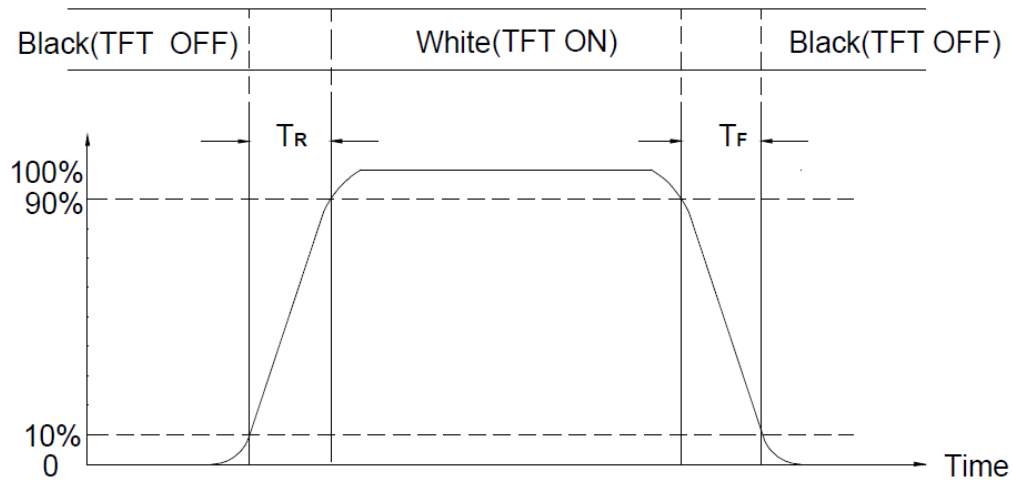 Black(TFT OFF) White(TFT ON) Black(TFT OFF)
TR TF
100%
90%
10%
0
Time